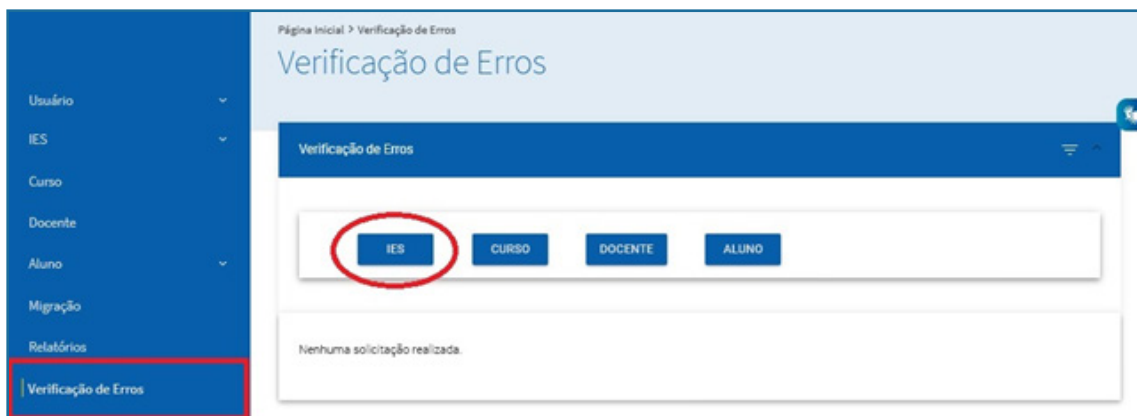 Página Inicial > Verificação de Erros
Verificação de Erros
Usuário
IES
Curso
Docente
Aluno
Migração
Relatórios
Verificação de Erros
Verificação de Erros
IES CURSO DOCENTE ALUNO
Nenhuma solicitação realizada.